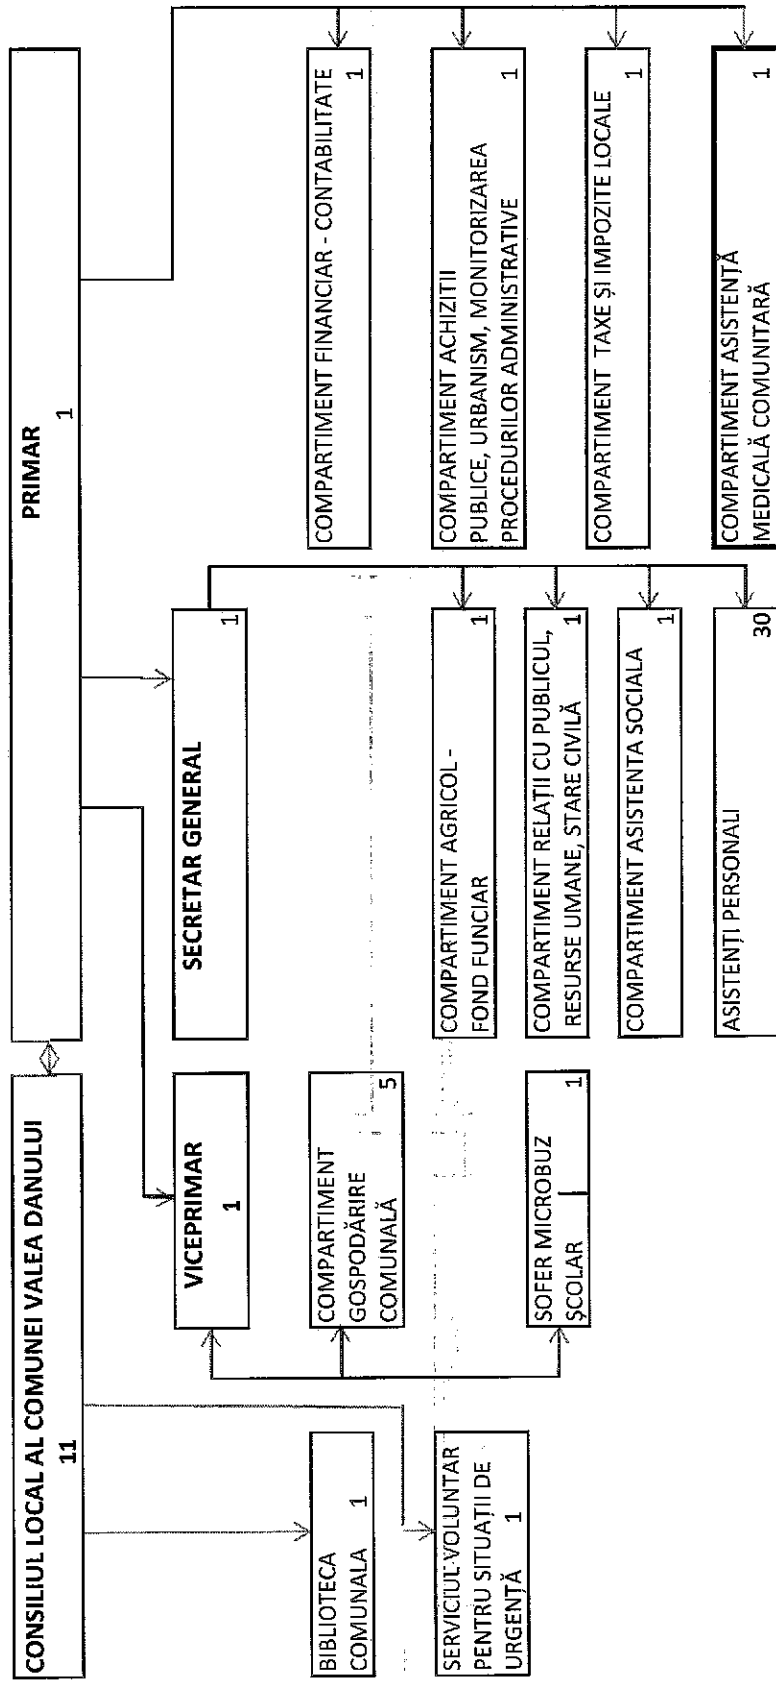 CONSILIUL LOCAL AL COMUNEI VALEA DANULUI
11
PRIMAR
1
VICEPRIMAR
1
SECRETAR GENERAL
1
BIBLIOTECA
COMUNALA 1
COMPARTIMENT
GOSPODĂRIRE
COMUNALĂ 5
COMPARTIMENT FINANCIAR - CONTABILITATE
1
SERVICIUL VOLUNTAR
PENTRU SITUAȚII DE
URGENȚĂ 1
COMPARTIMENT AGRICOL -
FOND FUNCIAR 1
COMPARTIMENT ACHIZITII
PUBLICE, URBANISM, MONITORIZAREA
PROCEDURILOR ADMINISTRATIVE 1
SOFER MICROBUZ
ȘCOLAR 1
COMPARTIMENT RELAȚII CU PUBLICUL,
RESURSE UMANE, STARE CIVILĂ 1
COMPARTIMENT TAXE ȘI IMPOZITE LOCALE
1
COMPARTIMENT ASISTENTA SOCIALA
1
ASISTENȚI PERSONALI
30
COMPARTIMENT ASISTENȚĂ
MEDICALĂ COMUNITARĂ 1